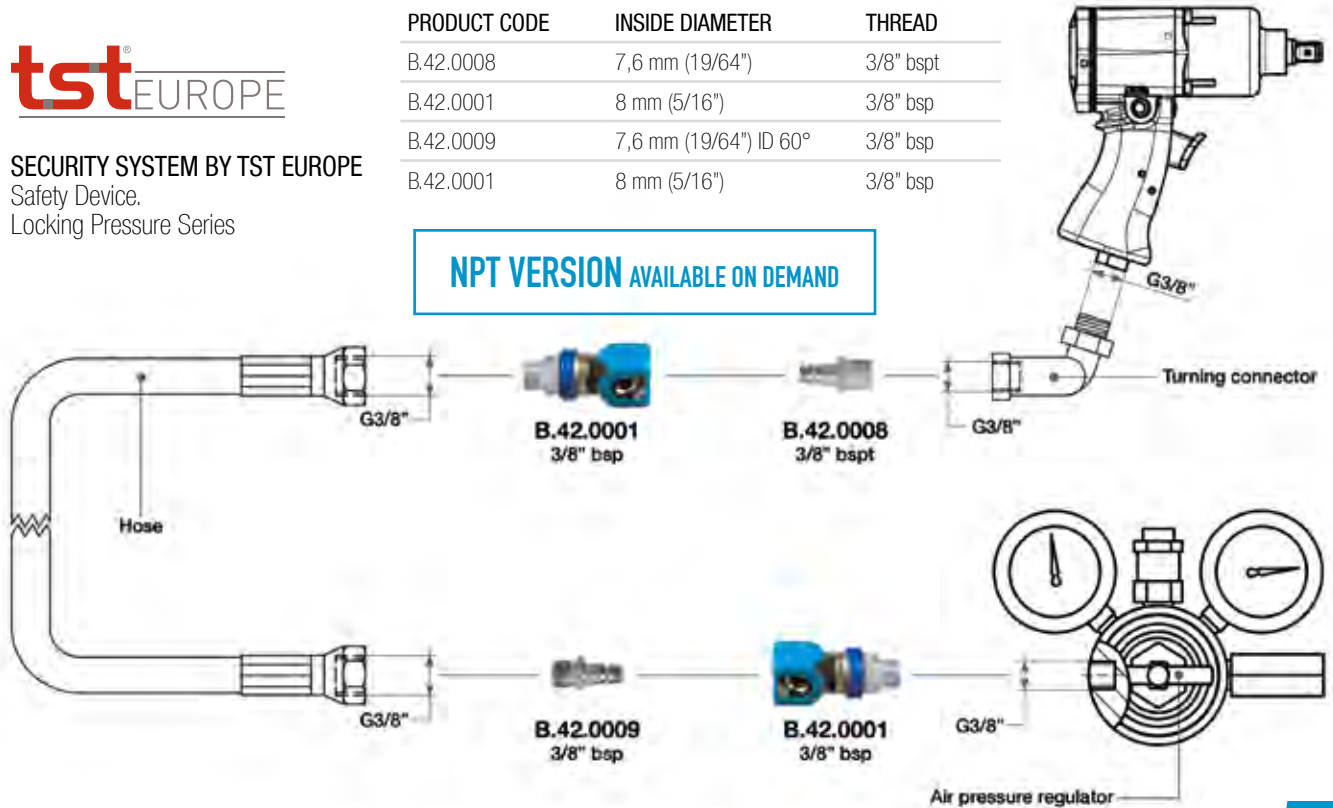 tst® EUROPE
SECURITY SYSTEM BY TST EUROPE
Safety Device.
Locking Pressure Series
PRODUCT CODE INSIDE DIAMETER THREAD
B.42.0008 7,6 mm (19/64") 3/8" bspt
B.42.0001 8 mm (5/16") 3/8" bsp
B.42.0009 7,6 mm (19/64") ID 60° 3/8" bsp
B.42.0001 8 mm (5/16") 3/8" bsp
NPT VERSION AVAILABLE ON DEMAND
G3/8"
Turning connector
G3/8"
B.42.0001
3/8" bsp
B.42.0008
3/8" bspt
G3/8"
Hose
G3/8"
B.42.0009
3/8" bsp
B.42.0001
3/8" bsp
G3/8"
Air pressure regulator